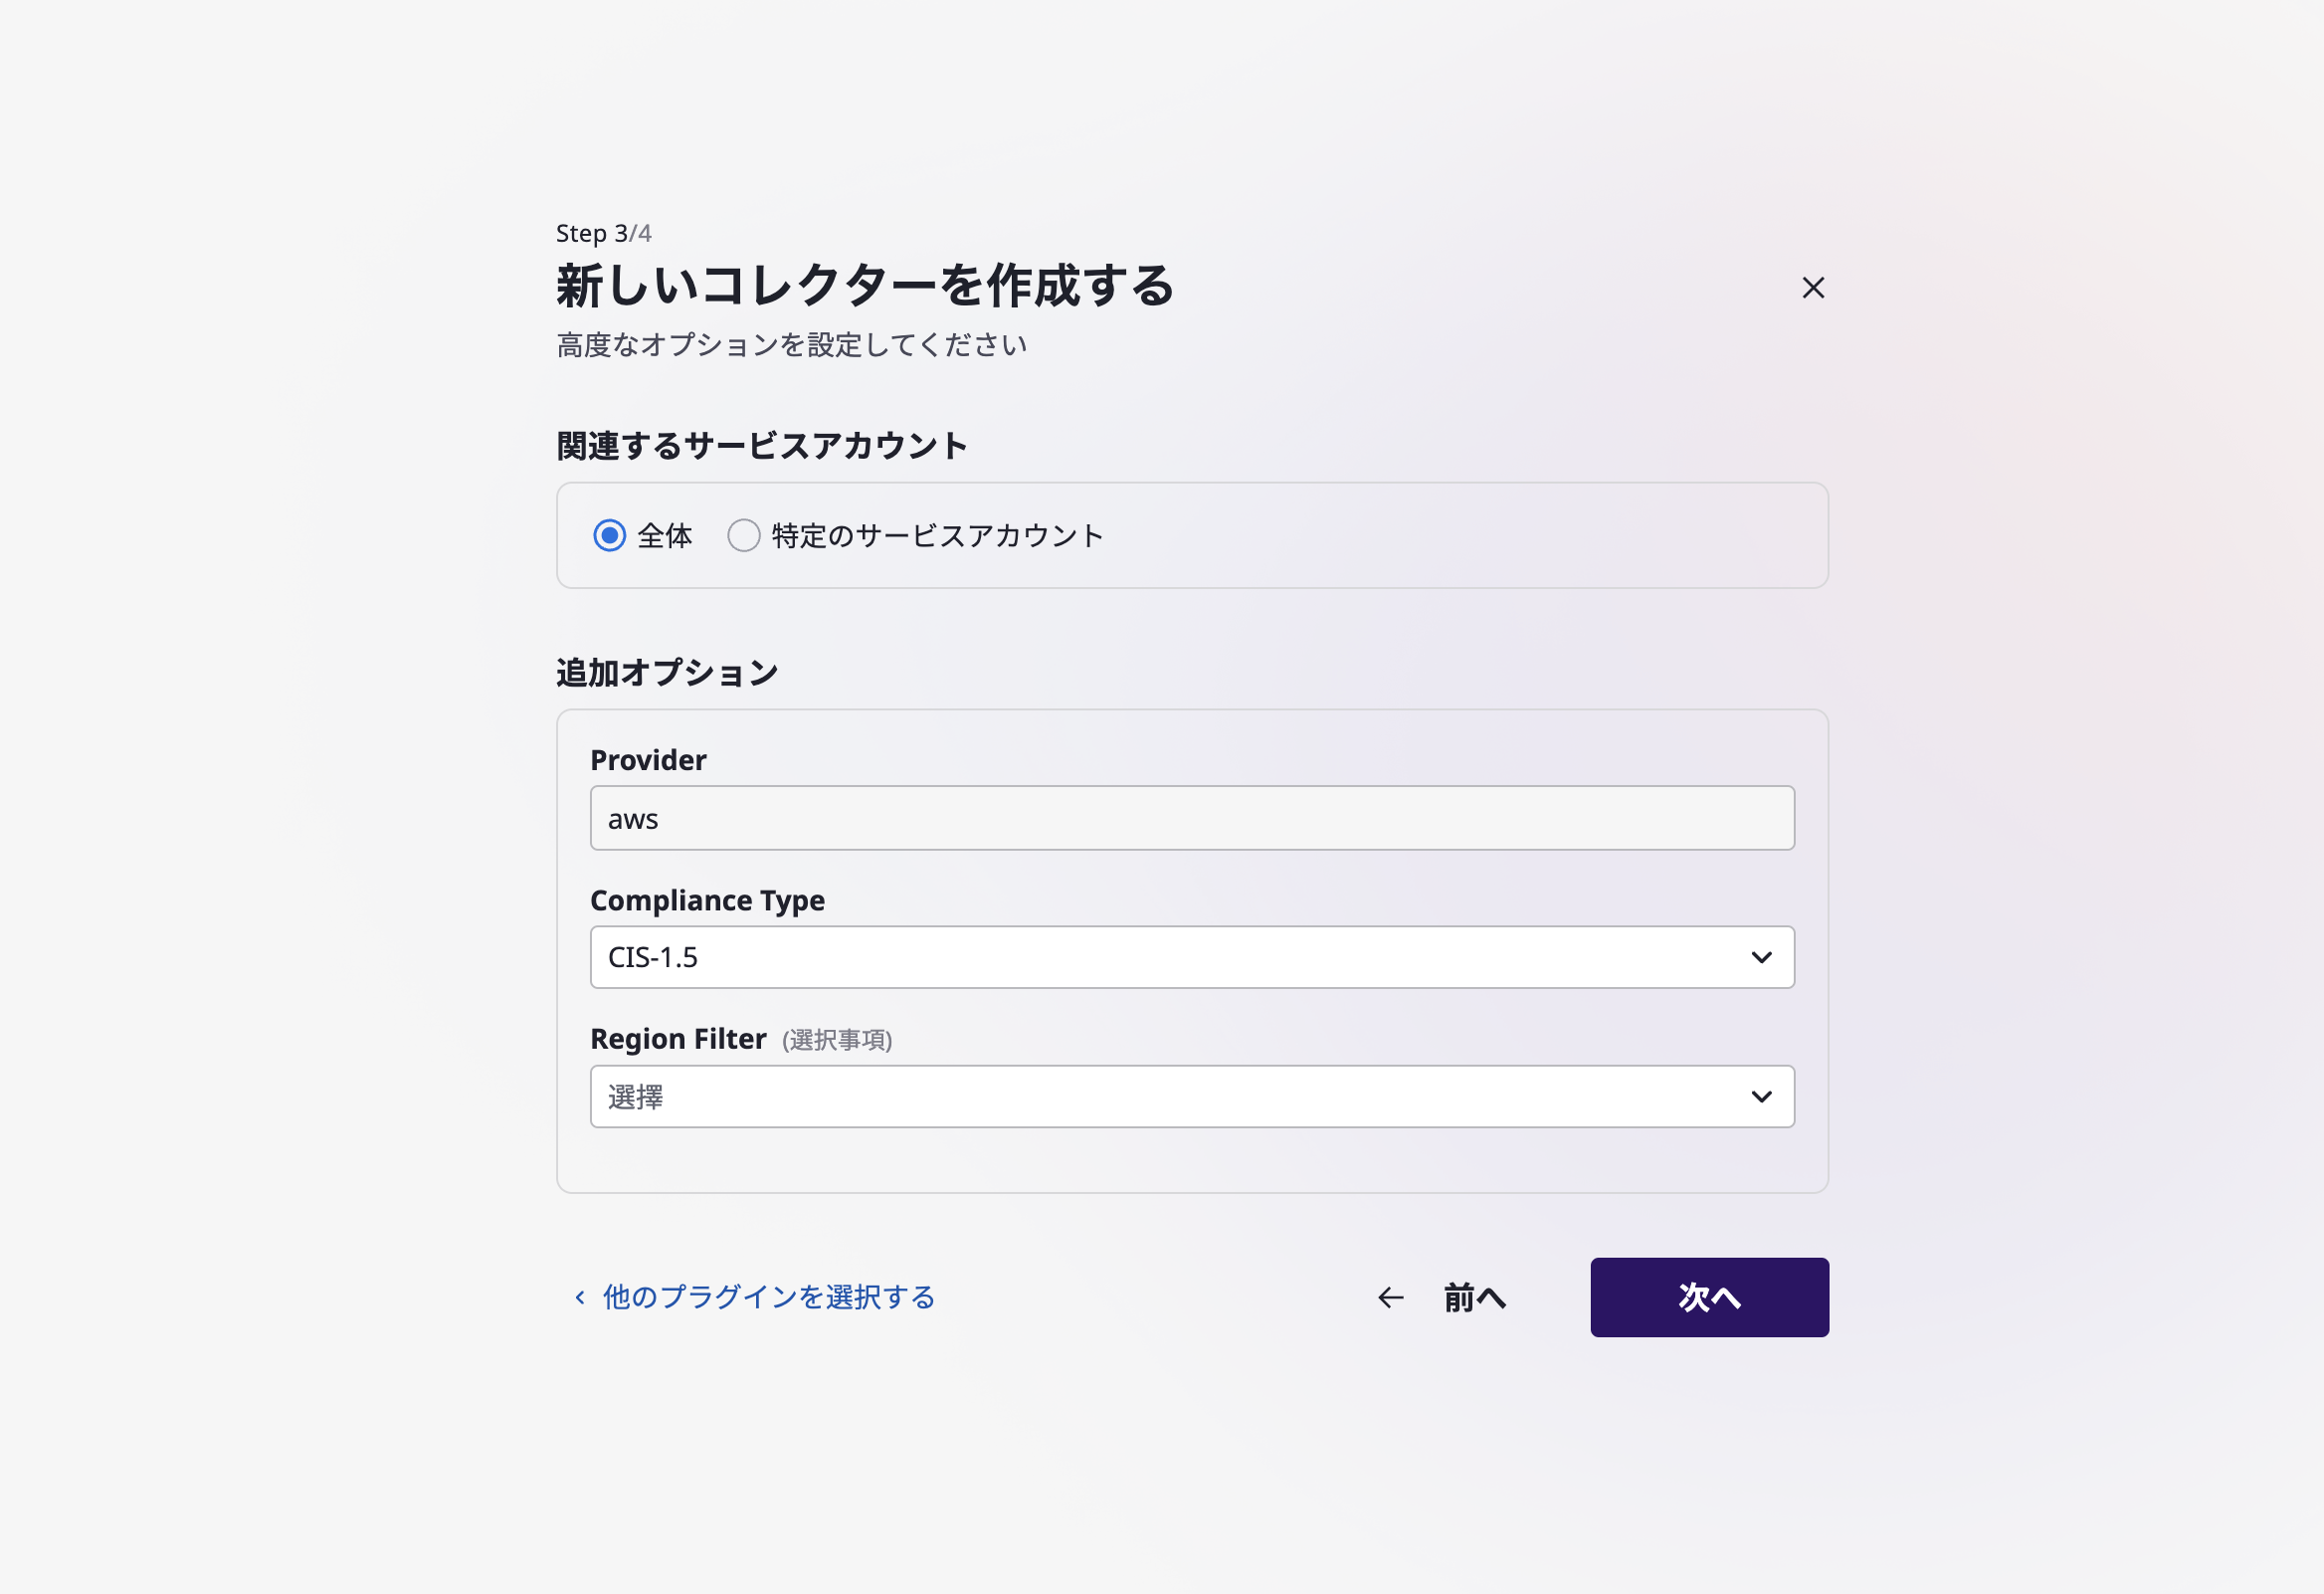 Step 3/4
新しいコレクターを作成する
高度なオプションを設定してください
関連するサービスアカウント
全体 特定のサービスアカウント
追加オプション
Provider
aws
Compliance Type
CIS-1.5
Region Filter (選択事項)
選擇
他のプラグインを選択する 前へ 次へ